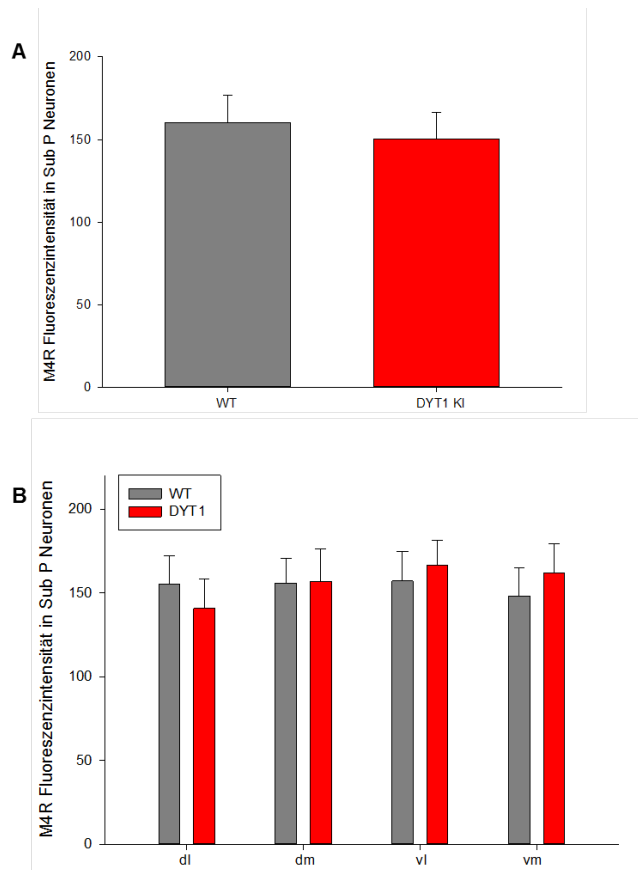 A
M4R Fluoreszenzintensität in Sub P Neuronen
200
150
100
50
0
WT
DYT1 KI
B
M4R Fluoreszenzintensität in Sub P Neuronen
WT
DYT1
200
150
100
50
0
dl
dm
vl
vm